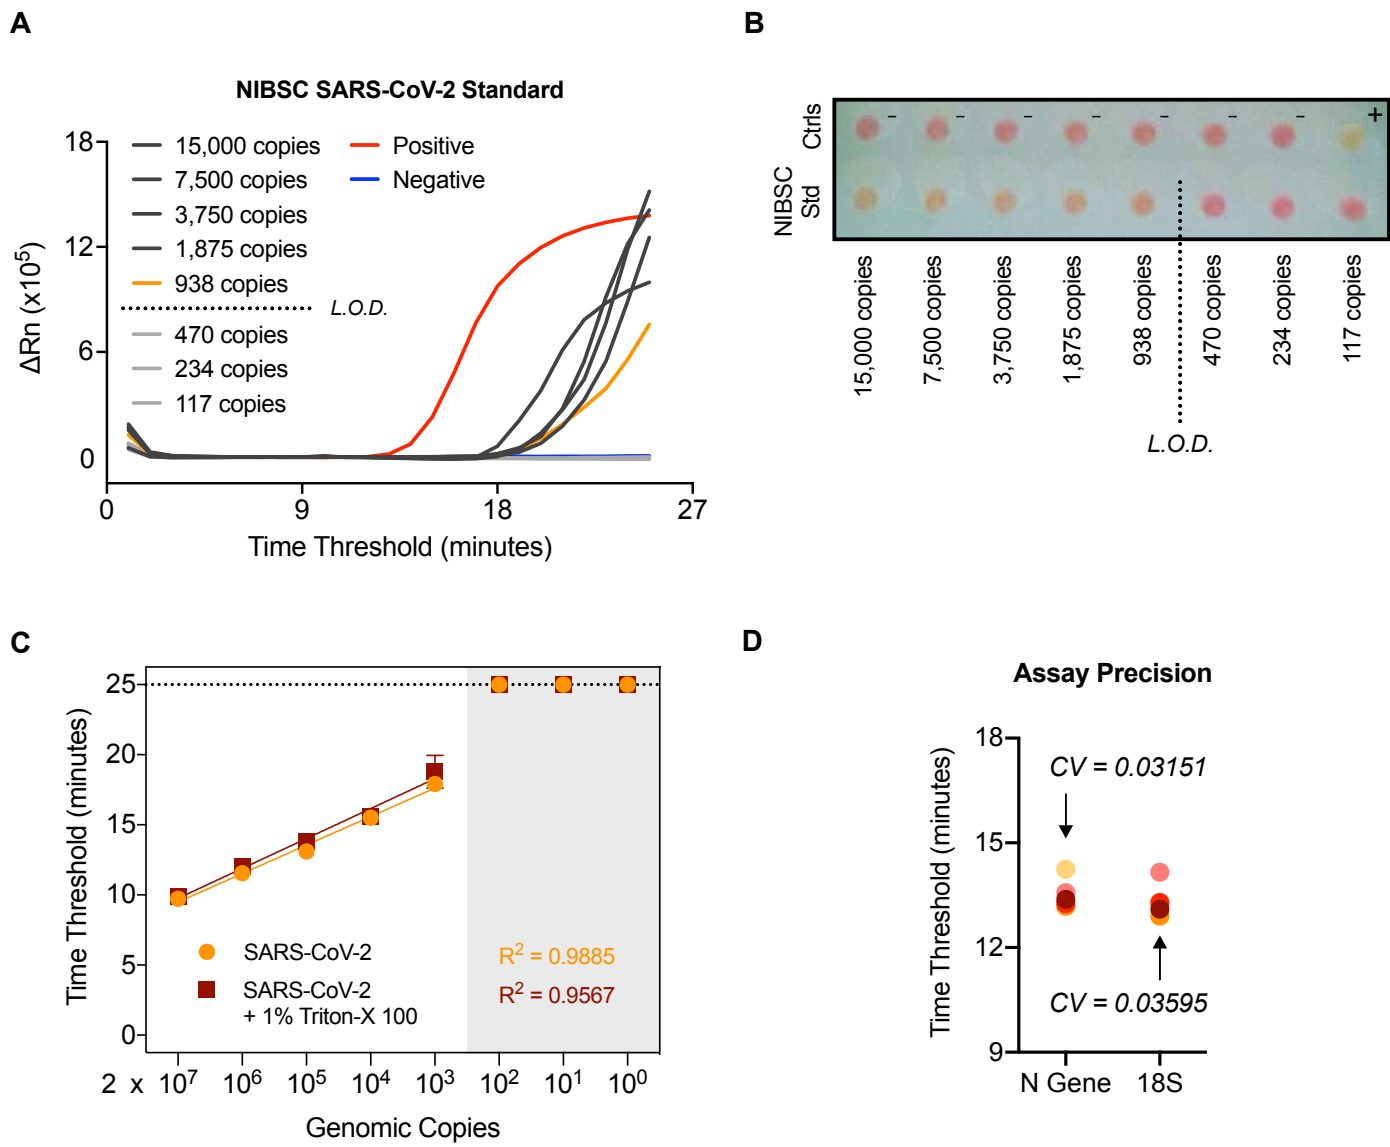 A
NIBSC SARS-CoV-2 Standard
ΔRn (x10⁵)
18
12
6
0
15,000 copies
7,500 copies
3,750 copies
1,875 copies
938 copies
L.O.D.
470 copies
234 copies
117 copies
Positive
Negative
0 9 18 27
Time Threshold (minutes)
B
Ctrls
- - - - - - - +
NIBSC
Std
15,000 copies
7,500 copies
3,750 copies
1,875 copies
938 copies
470 copies
234 copies
117 copies
L.O.D.
C
Time Threshold (minutes)
25
20
15
10
5
0
SARS-CoV-2
SARS-CoV-2
+ 1% Triton-X 100
R² = 0.9885
R² = 0.9567
2 x 10⁷ 10⁶ 10⁵ 10⁴ 10³ 10² 10¹ 10⁰
Genomic Copies
D
Assay Precision
Time Threshold (minutes)
18
15
12
9
CV = 0.03151
CV = 0.03595
N Gene 18S